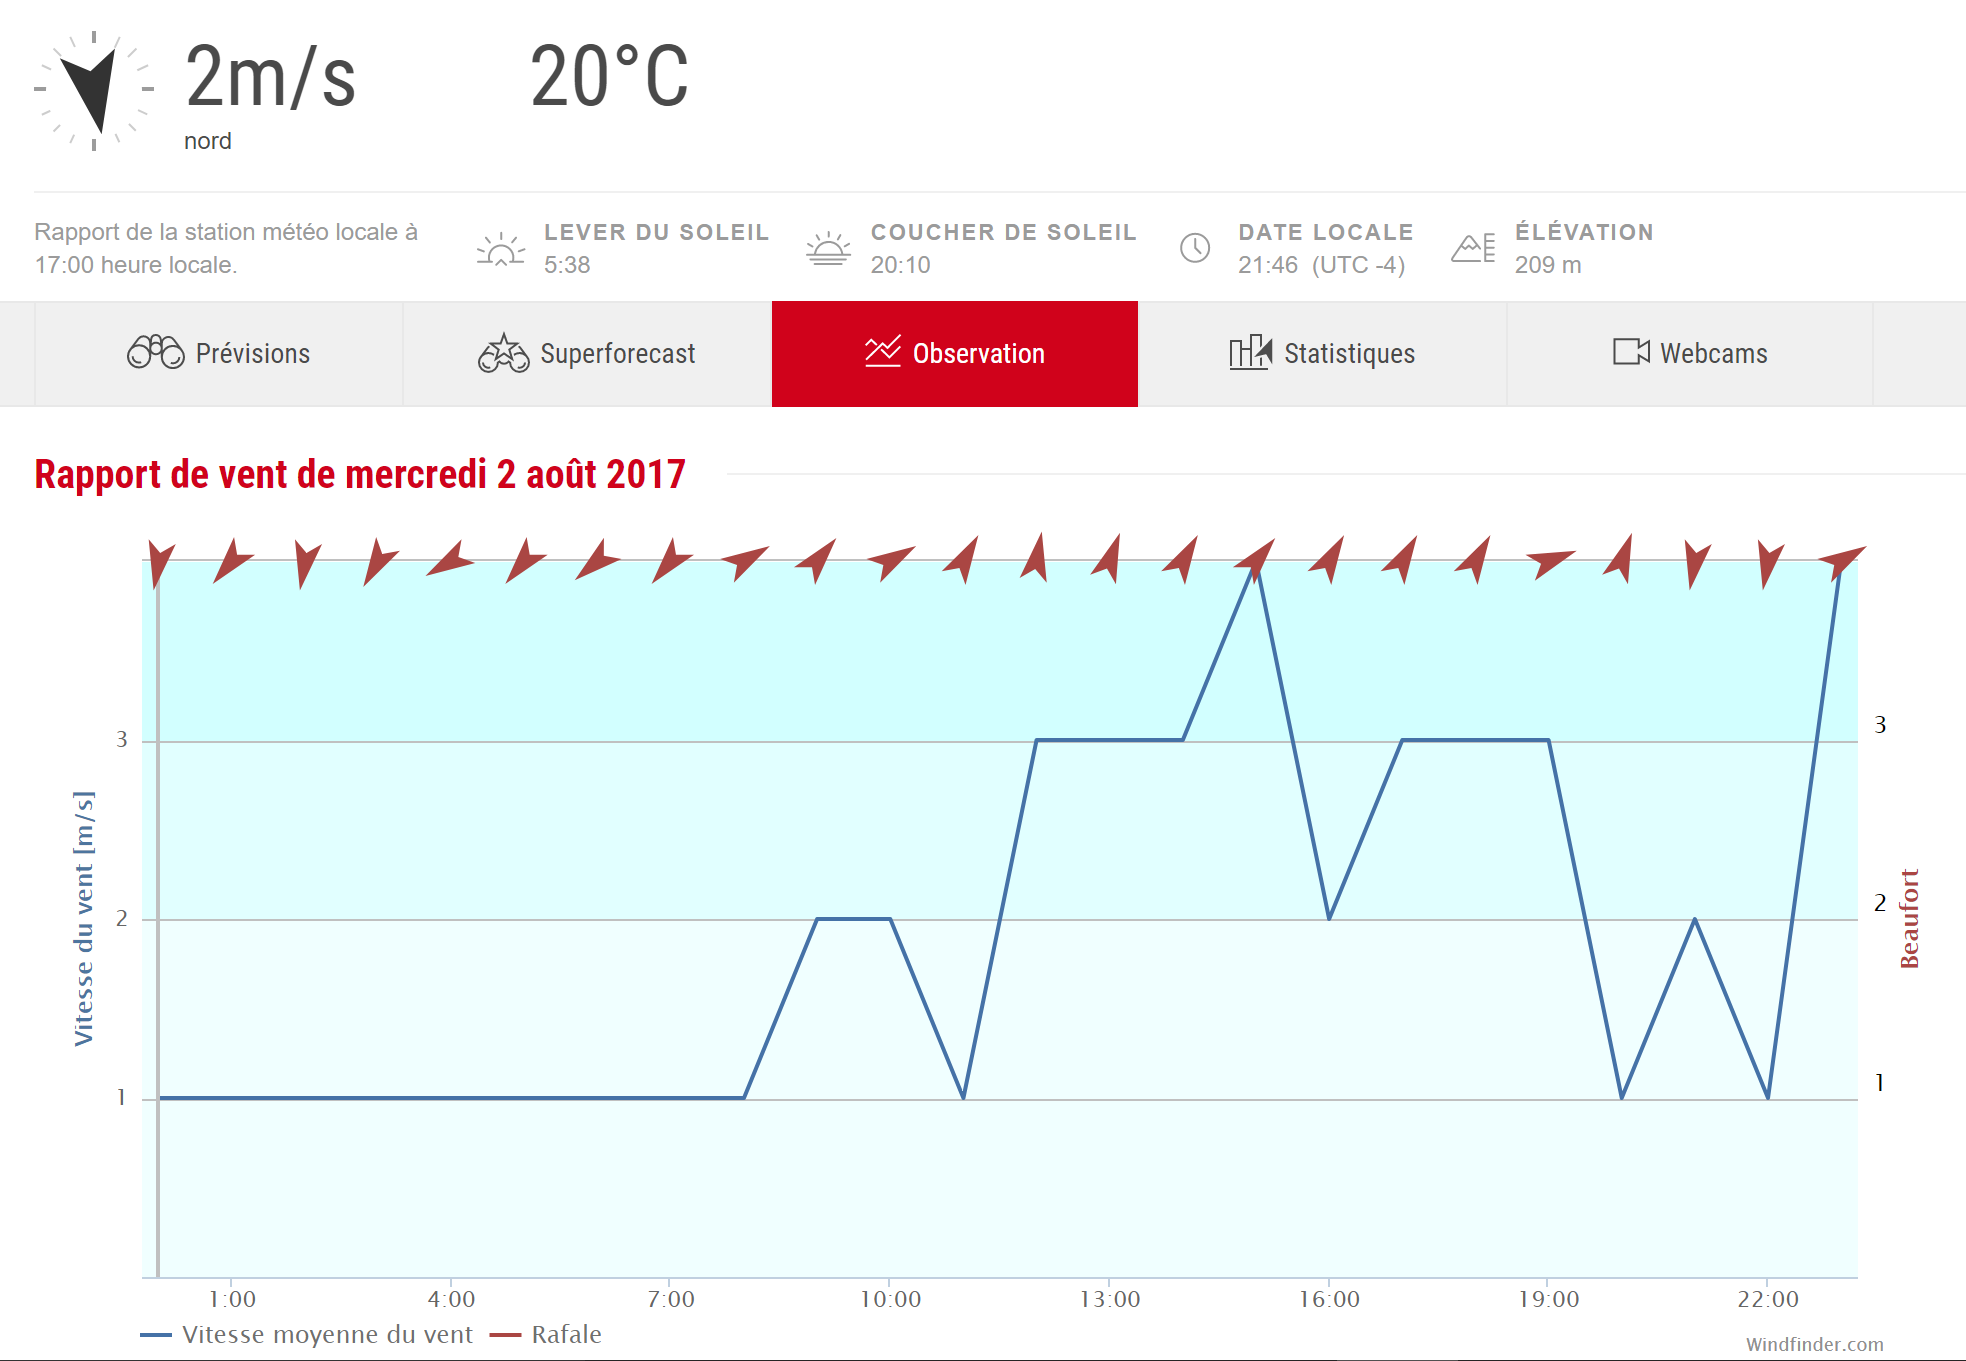 2m/s 20°C
nord
Rapport de la station météo locale à
17:00 heure locale.
LEVER DU SOLEIL
5:38
COUCHER DE SOLEIL
20:10
DATE LOCALE
21:46 (UTC -4)
ÉLÉVATION
209 m
Prévisions Superforecast Observation Statistiques Webcams
Rapport de vent de mercredi 2 août 2017
Vitesse du vent [m/s]
3
2
1
3
2
1
Beaufort
1:00 4:00 7:00 10:00 13:00 16:00 19:00 22:00
Vitesse moyenne du vent Rafale
Windfinder.com